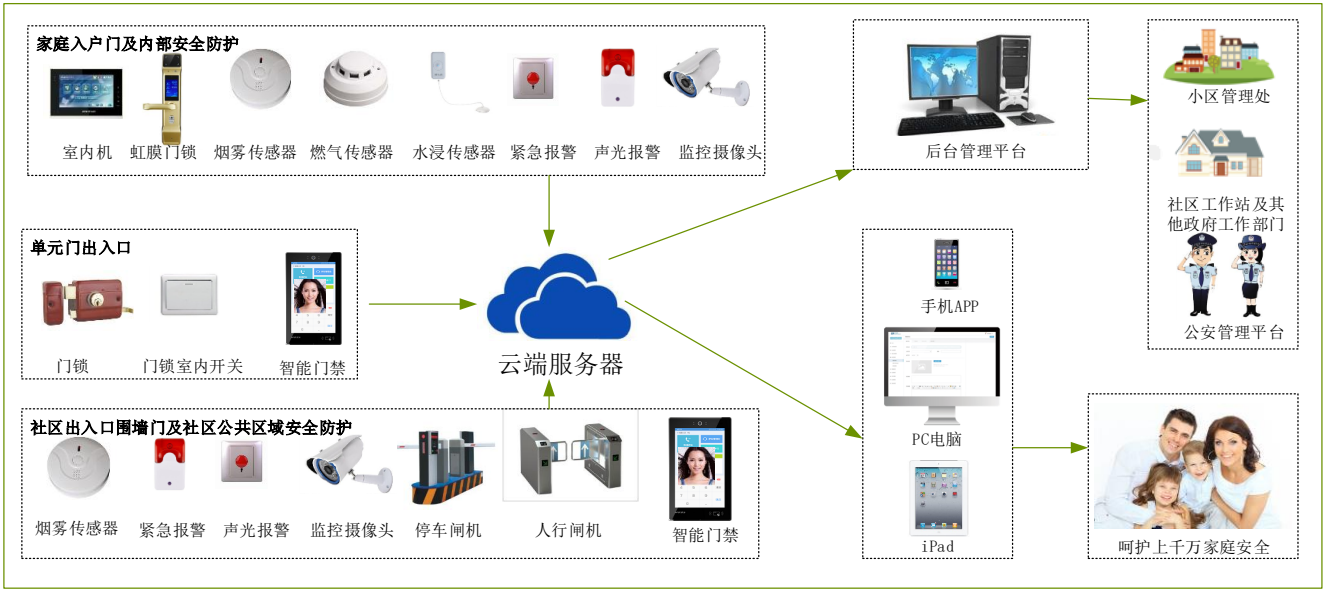 家庭入户门及内部安全防护
室内机
虹膜门锁
烟雾传感器
燃气传感器
水浸传感器
紧急报警
声光报警
监控摄像头
单元门出入口
门锁
门锁室内开关
智能门禁
社区出入口围墙门及社区公共区域安全防护
烟雾传感器
紧急报警
声光报警
监控摄像头
停车闸机
人行闸机
智能门禁
云端服务器
后台管理平台
小区管理处
社区工作站及其
他政府工作部门
公安管理平台
手机APP
PC电脑
iPad
呵护上千万家庭安全